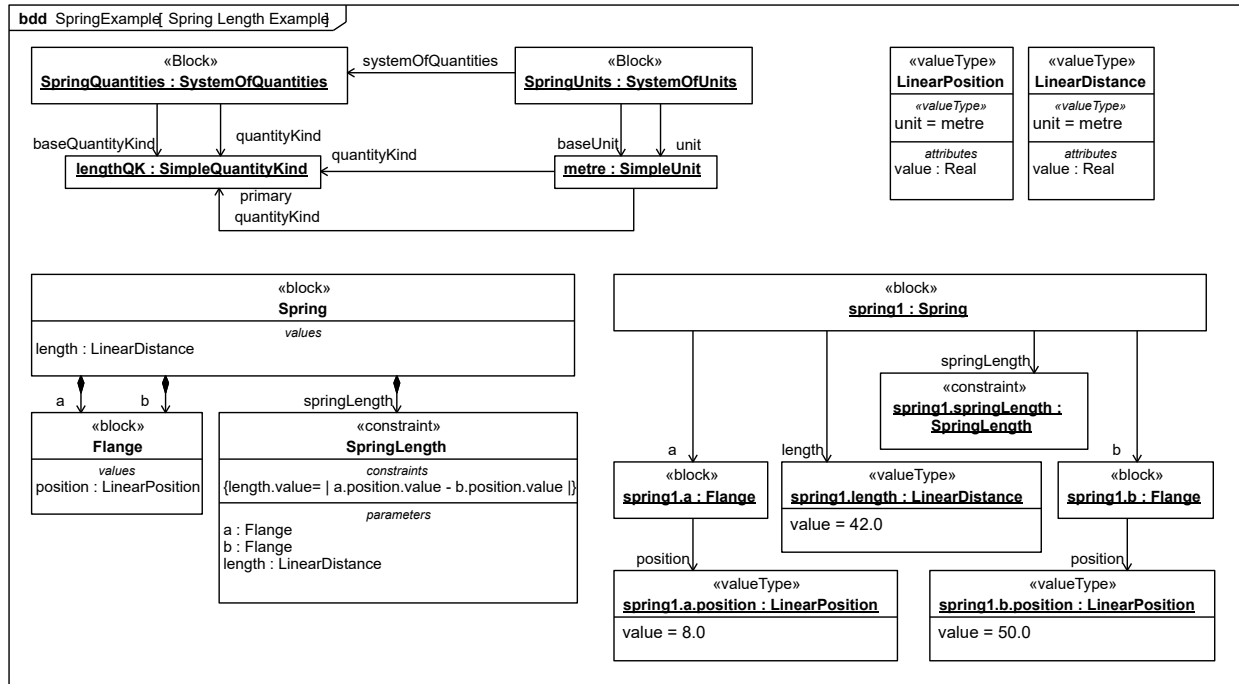 bdd SpringExample[ Spring Length Example]
«Block»
SpringQuantities : SystemOfQuantities
systemOfQuantities
«Block»
SpringUnits : SystemOfUnits
baseQuantityKind
quantityKind
lengthQK : SimpleQuantityKind
quantityKind
baseUnit
unit
metre : SimpleUnit
primary
quantityKind
«valueType»
LinearPosition
«valueType»
unit = metre
attributes
value : Real
«valueType»
LinearDistance
«valueType»
unit = metre
attributes
value : Real
«block»
Spring
values
length : LinearDistance
a
b
springLength
«block»
Flange
values
position : LinearPosition
«constraint»
SpringLength
constraints
{length.value= | a.position.value - b.position.value |}
parameters
a : Flange
b : Flange
length : LinearDistance
«block»
spring1 : Spring
springLength
«constraint»
spring1.springLength :
SpringLength
a
length
b
«block»
spring1.a : Flange
«valueType»
spring1.length : LinearDistance
value = 42.0
«block»
spring1.b : Flange
position
position
«valueType»
spring1.a.position : LinearPosition
value = 8.0
«valueType»
spring1.b.position : LinearPosition
value = 50.0